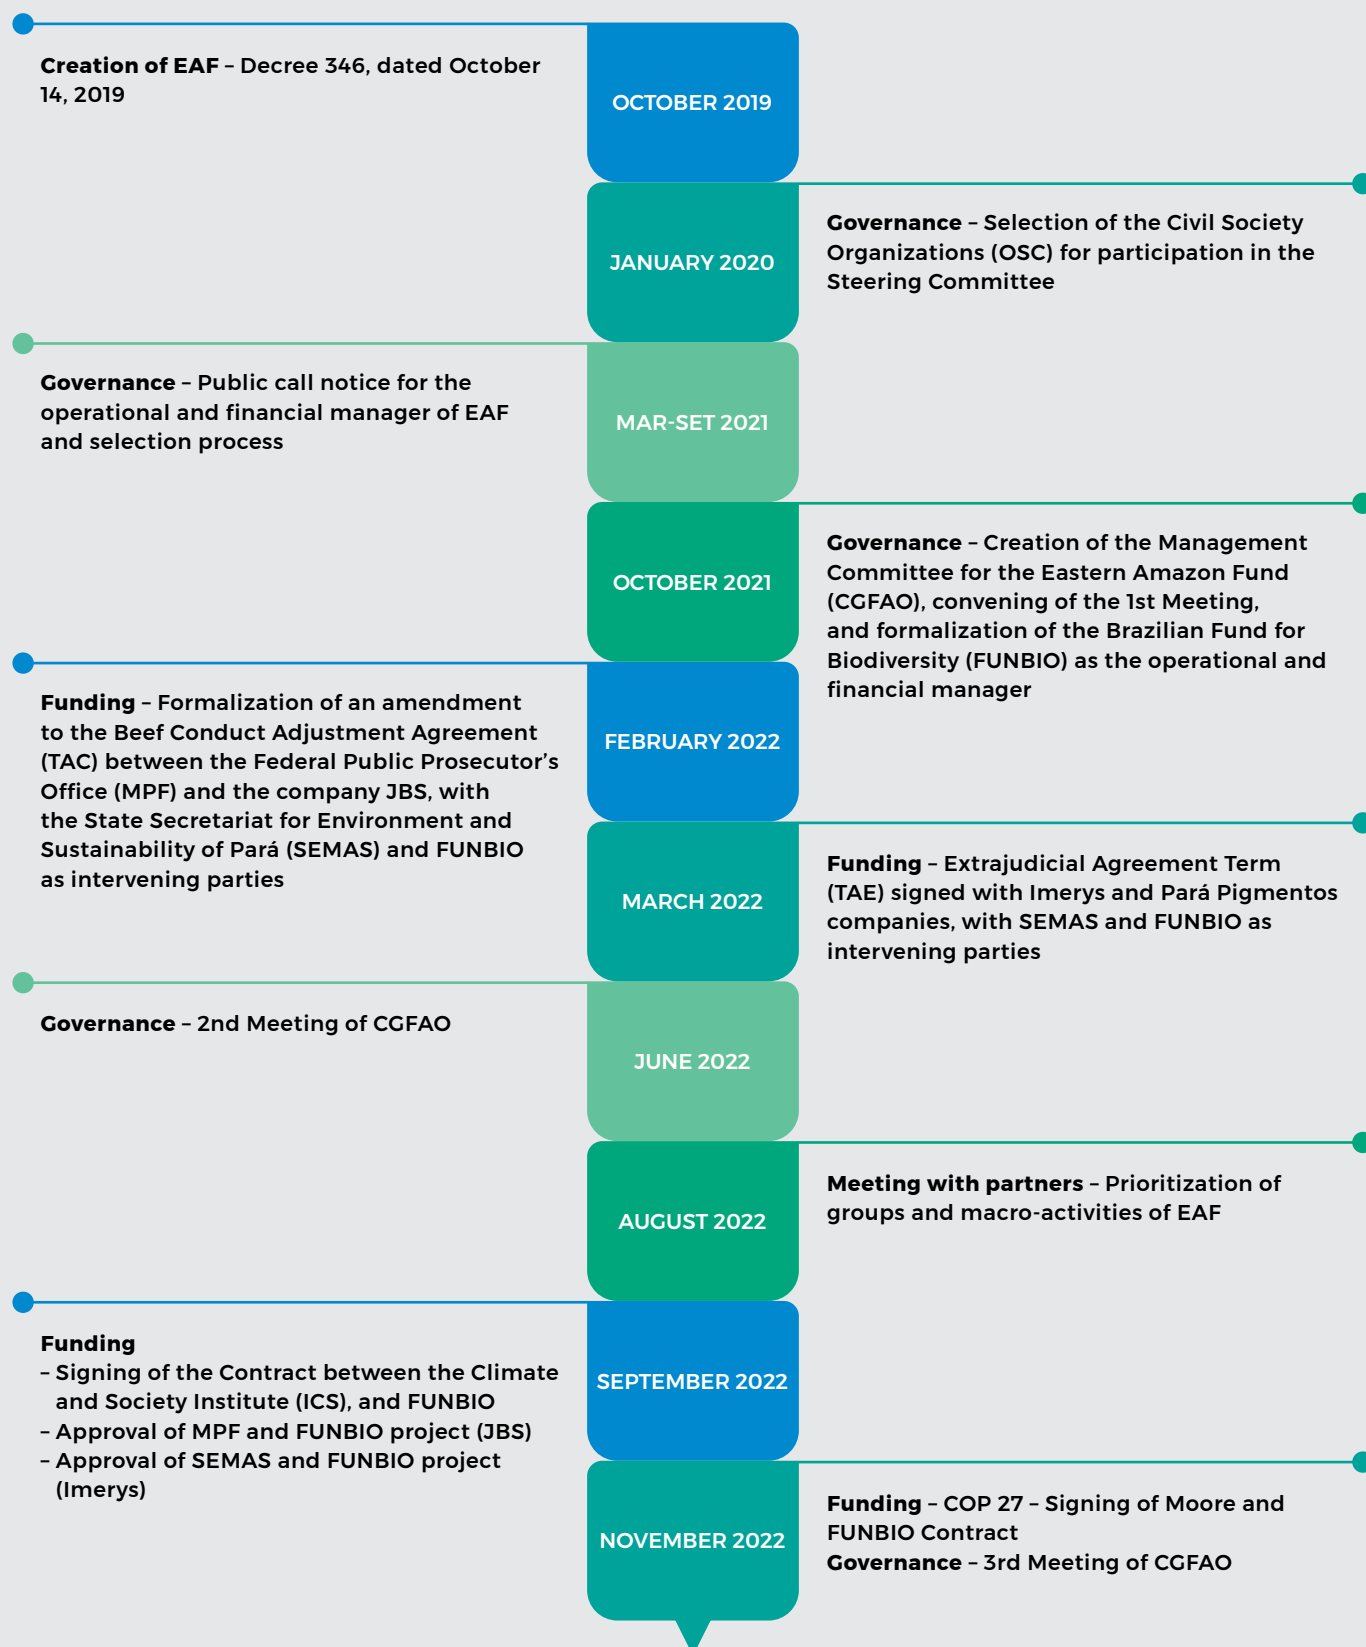 OCTOBER 2019
Creation of EAF – Decree 346, dated October
14, 2019
JANUARY 2020
Governance – Selection of the Civil Society
Organizations (OSC) for participation in the
Steering Committee
MAR-SET 2021
Governance – Public call notice for the
operational and financial manager of EAF
and selection process
OCTOBER 2021
Governance – Creation of the Management
Committee for the Eastern Amazon Fund
(CGFAO), convening of the 1st Meeting,
and formalization of the Brazilian Fund for
Biodiversity (FUNBIO) as the operational and
financial manager
FEBRUARY 2022
Funding – Formalization of an amendment
to the Beef Conduct Adjustment Agreement
(TAC) between the Federal Public Prosecutor’s
Office (MPF) and the company JBS, with
the State Secretariat for Environment and
Sustainability of Pará (SEMAS) and FUNBIO
as intervening parties
MARCH 2022
Funding – Extrajudicial Agreement Term
(TAE) signed with Imerys and Pará Pigmentos
companies, with SEMAS and FUNBIO as
intervening parties
JUNE 2022
Governance – 2nd Meeting of CGFAO
AUGUST 2022
Meeting with partners – Prioritization of
groups and macro-activities of EAF
SEPTEMBER 2022
Funding
– Signing of the Contract between the Climate
and Society Institute (ICS), and FUNBIO
– Approval of MPF and FUNBIO project (JBS)
– Approval of SEMAS and FUNBIO project
(Imerys)
NOVEMBER 2022
Funding – COP 27 – Signing of Moore and
FUNBIO Contract
Governance – 3rd Meeting of CGFAO